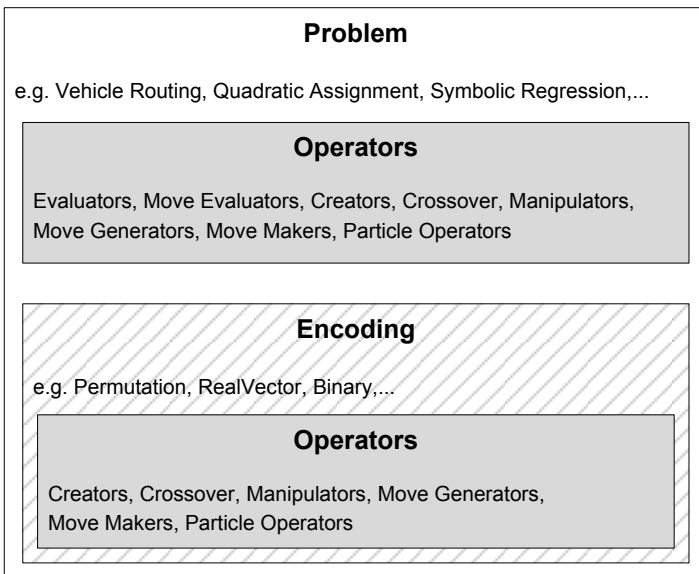 Problem
e.g. Vehicle Routing, Quadratic Assignment, Symbolic Regression,...
Operators
Evaluators, Move Evaluators, Creators, Crossover, Manipulators,
Move Generators, Move Makers, Particle Operators
Encoding
e.g. Permutation, RealVector, Binary,...
Operators
Creators, Crossover, Manipulators, Move Generators,
Move Makers, Particle Operators